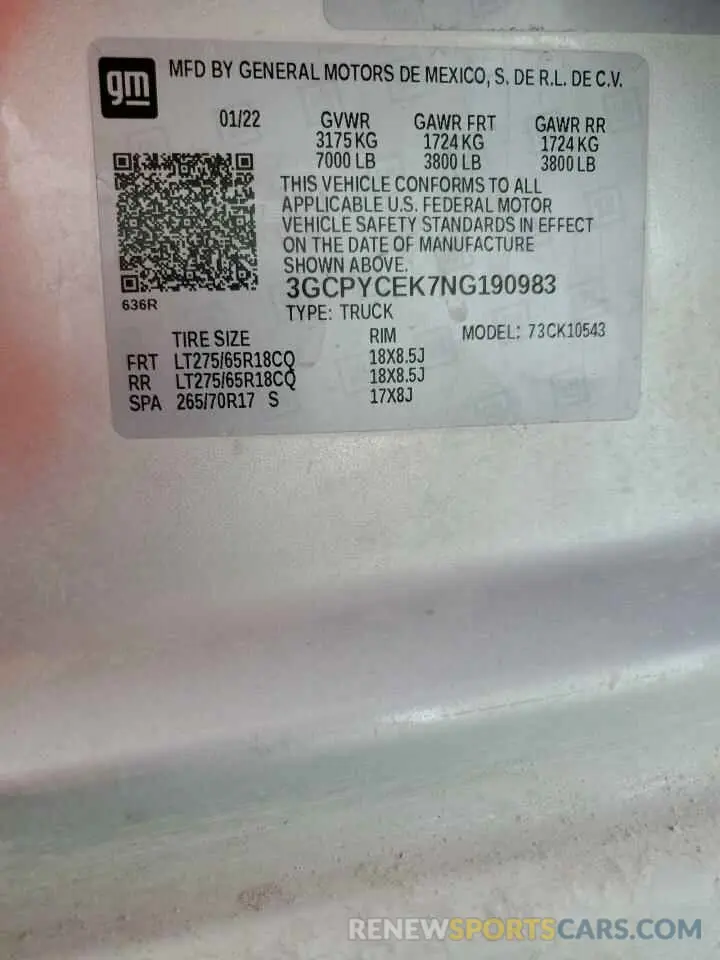 gm
MFD BY GENERAL MOTORS DE MEXICO, S. DE R.L. DE C.V.
01/22 GVWR GAWR FRT GAWR RR
3175 KG 1724 KG 1724 KG
7000 LB 3800 LB 3800 LB
THIS VEHICLE CONFORMS TO ALL
APPLICABLE U.S. FEDERAL MOTOR
VEHICLE SAFETY STANDARDS IN EFFECT
ON THE DATE OF MANUFACTURE
SHOWN ABOVE.
3GCPYCEK7NG190983
636R
TYPE: TRUCK MODEL: 73CK10543
TIRE SIZE RIM
FRT LT275/65R18CQ 18X8.5J
RR LT275/65R18CQ 18X8.5J
SPA 265/70R17 S 17X8J
RENEWSPORTSCARS.COM